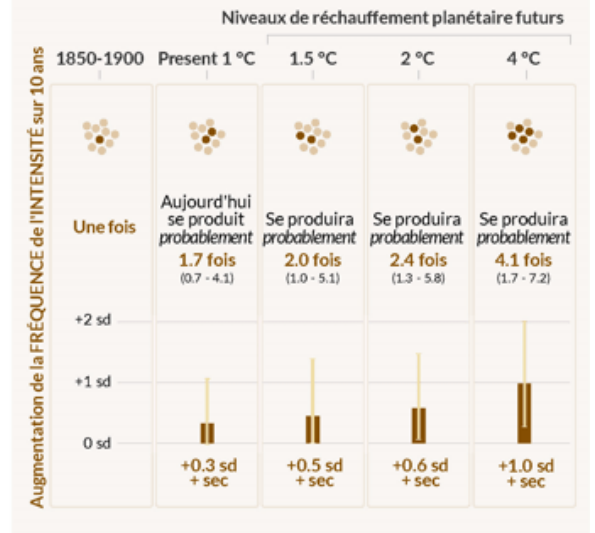 Niveaux de réchauffement planétaire futurs
1850-1900
Present 1 °C
1.5 °C
2 °C
4 °C
Augmentation de la FRÉQUENCE de l'INTENSITÉ sur 10 ans
Une fois
Aujourd'hui
se produit
probablement
1.7 fois
(0.7 - 4.1)
Se produira
probablement
2.0 fois
(1.0 - 5.1)
Se produira
probablement
2.4 fois
(1.3 - 5.8)
Se produira
probablement
4.1 fois
(1.7 - 7.2)
+2 sd
+1 sd
0 sd
+0.3 sd
+ sec
+0.5 sd
+ sec
+0.6 sd
+ sec
+1.0 sd
+ sec